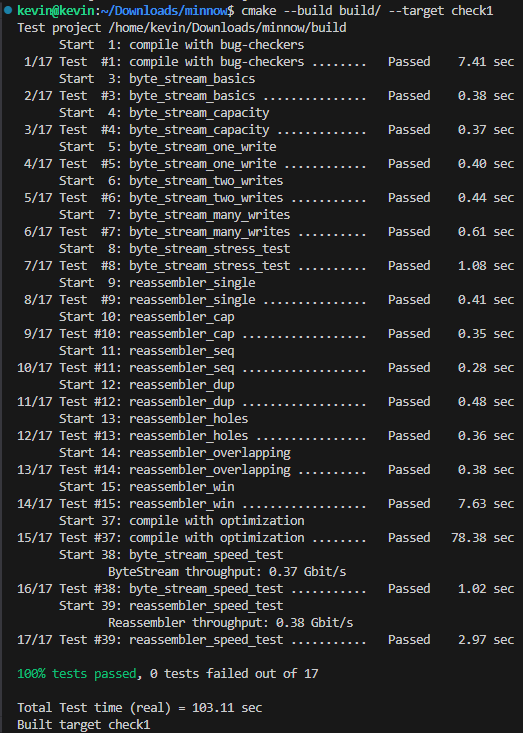 kevin@kevin:~/Downloads/minnow$ cmake --build build/ --target check1
Test project /home/kevin/Downloads/minnow/build
      Start  1: compile with bug-checkers
 1/17 Test  #1: compile with bug-checkers ........   Passed    7.41 sec
      Start  3: byte_stream_basics
 2/17 Test  #3: byte_stream_basics ...............   Passed    0.38 sec
      Start  4: byte_stream_capacity
 3/17 Test  #4: byte_stream_capacity .............   Passed    0.37 sec
      Start  5: byte_stream_one_write
 4/17 Test  #5: byte_stream_one_write ............   Passed    0.40 sec
      Start  6: byte_stream_two_writes
 5/17 Test  #6: byte_stream_two_writes ...........   Passed    0.44 sec
      Start  7: byte_stream_many_writes
 6/17 Test  #7: byte_stream_many_writes ..........   Passed    0.61 sec
      Start  8: byte_stream_stress_test
 7/17 Test  #8: byte_stream_stress_test ..........   Passed    1.08 sec
      Start  9: reassembler_single
 8/17 Test  #9: reassembler_single ...............   Passed    0.41 sec
      Start 10: reassembler_cap
 9/17 Test #10: reassembler_cap ..................   Passed    0.35 sec
      Start 11: reassembler_seq
10/17 Test #11: reassembler_seq ..................   Passed    0.28 sec
      Start 12: reassembler_dup
11/17 Test #12: reassembler_dup ..................   Passed    0.48 sec
      Start 13: reassembler_holes
12/17 Test #13: reassembler_holes ................   Passed    0.36 sec
      Start 14: reassembler_overlapping
13/17 Test #14: reassembler_overlapping ..........   Passed    0.38 sec
      Start 15: reassembler_win
14/17 Test #15: reassembler_win ..................   Passed    7.63 sec
      Start 37: compile with optimization
15/17 Test #37: compile with optimization ........   Passed   78.38 sec
      Start 38: byte_stream_speed_test
             ByteStream throughput: 0.37 Gbit/s
16/17 Test #38: byte_stream_speed_test ...........   Passed    1.02 sec
      Start 39: reassembler_speed_test
             Reassembler throughput: 0.38 Gbit/s
17/17 Test #39: reassembler_speed_test ...........   Passed    2.97 sec

100% tests passed, 0 tests failed out of 17

Total Test time (real) = 103.11 sec
Built target check1